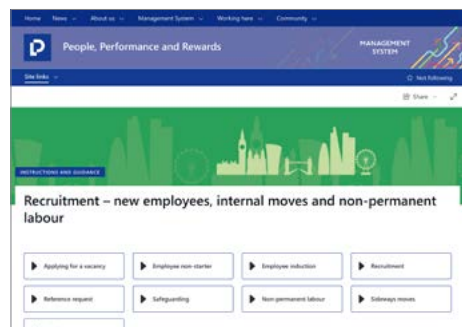 Home News About us Management System Working here Community
People, Performance and Rewards
MANAGEMENT
SYSTEM
Site links
Not following
Share
INSTRUCTIONS AND GUIDANCE
Recruitment – new employees, internal moves and non-permanent
labour
Applying for a vacancy Employee non-starter Employee induction Recruitment
Reference request Safeguarding Non-permanent labour Sideways moves